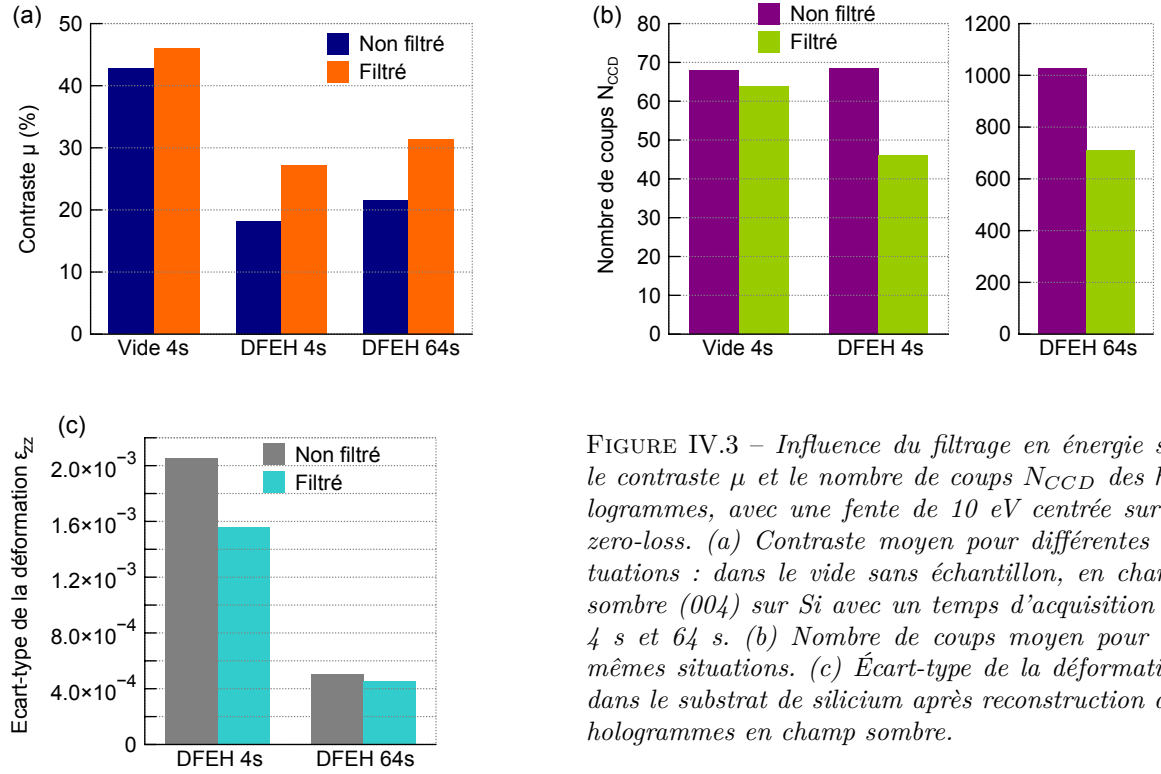 (a)
50
40
30
20
10
0
Contraste µ (%)
Non filtré
Filtré
Vide 4s
DFEH 4s
DFEH 64s
(b)
80
70
60
50
40
30
20
10
0
Nombre de coups N_CCD
Non filtré
Filtré
Vide 4s
DFEH 4s
1200
1000
800
600
400
200
0
DFEH 64s
(c)
2.0×10⁻³
1.6×10⁻³
1.2×10⁻³
8.0×10⁻⁴
4.0×10⁻⁴
0
Ecart-type de la déformation ε_zz
Non filtré
Filtré
DFEH 4s
DFEH 64s
FIGURE IV.3 – Influence du filtrage en énergie s
le contraste µ et le nombre de coups N_CCD des h
logrammes, avec une fente de 10 eV centrée sur
zero-loss. (a) Contraste moyen pour différentes
tuations : dans le vide sans échantillon, en cham
sombre (004) sur Si avec un temps d'acquisition
4 s et 64 s. (b) Nombre de coups moyen pour
mêmes situations. (c) Écart-type de la déformati
dans le substrat de silicium après reconstruction
hologrammes en champ sombre.